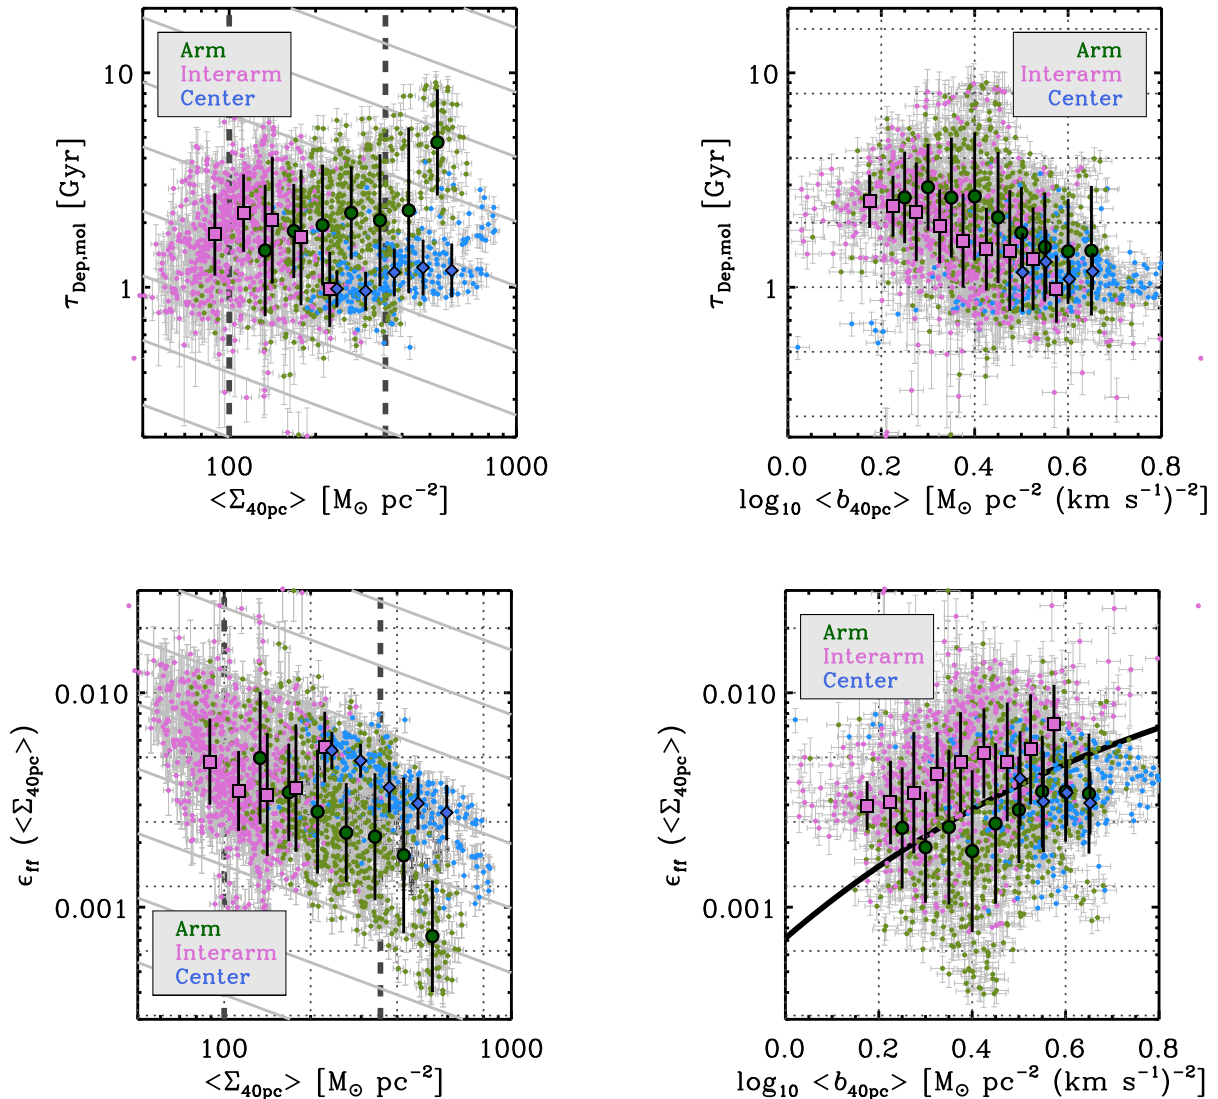 Arm
Interarm
Center
10
1
τDep,mol [Gyr]
100 1000
<Σ40pc> [M⊙ pc−2]
Arm
Interarm
Center
10
1
τDep,mol [Gyr]
0.0 0.2 0.4 0.6 0.8
log10 <b40pc> [M⊙ pc−2 (km s−1)−2]
0.010
0.001
ϵff (<Σ40pc>)
Arm
Interarm
Center
100 1000
<Σ40pc> [M⊙ pc−2]
Arm
Interarm
Center
0.010
0.001
ϵff (<Σ40pc>)
0.0 0.2 0.4 0.6 0.8
log10 <b40pc> [M⊙ pc−2 (km s−1)−2]